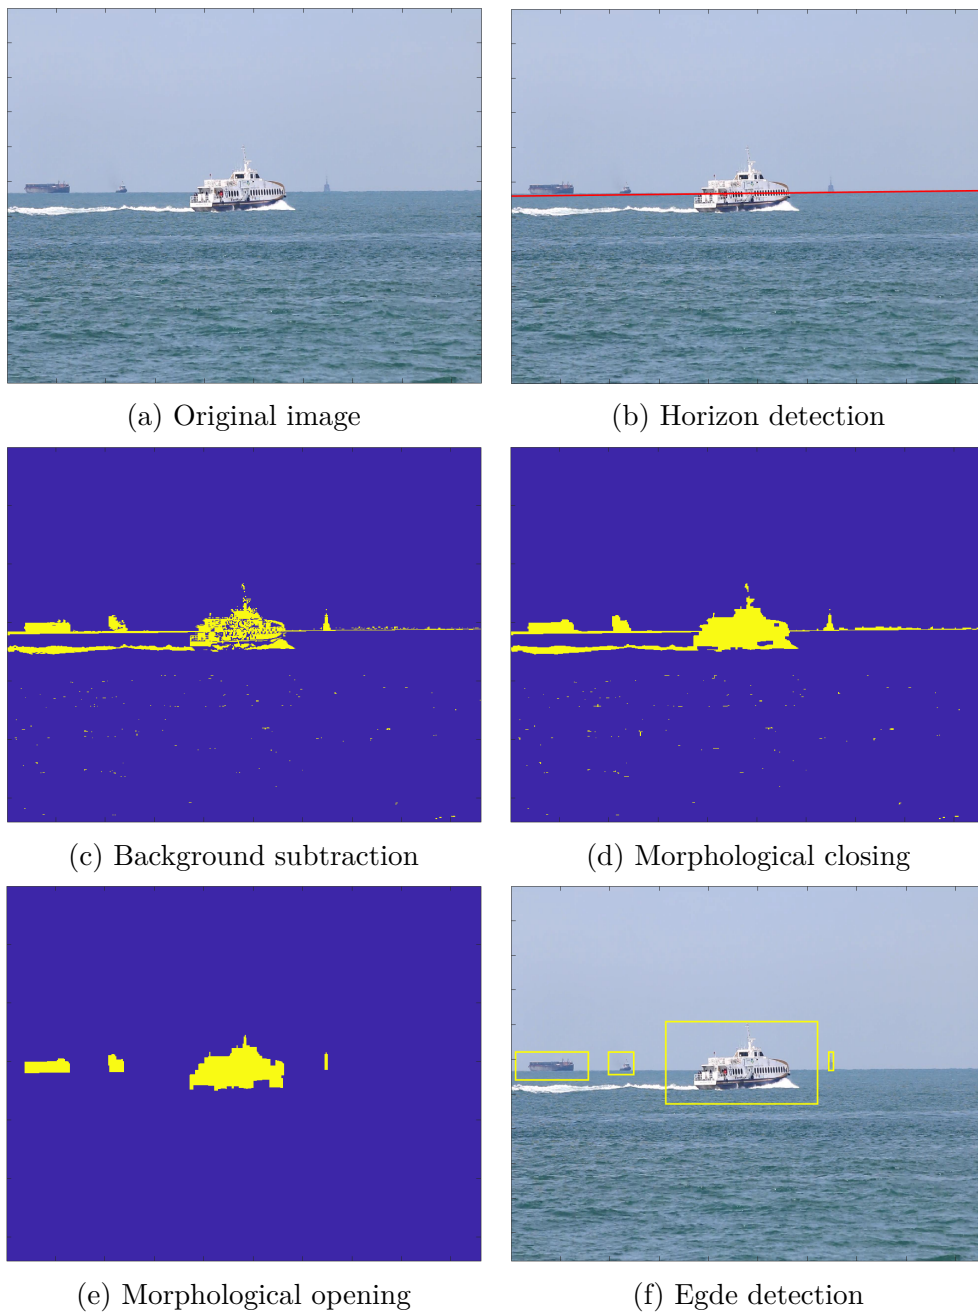 (a) Original image
(b) Horizon detection
(c) Background subtraction
(d) Morphological closing
(e) Morphological opening
(f) Egde detection